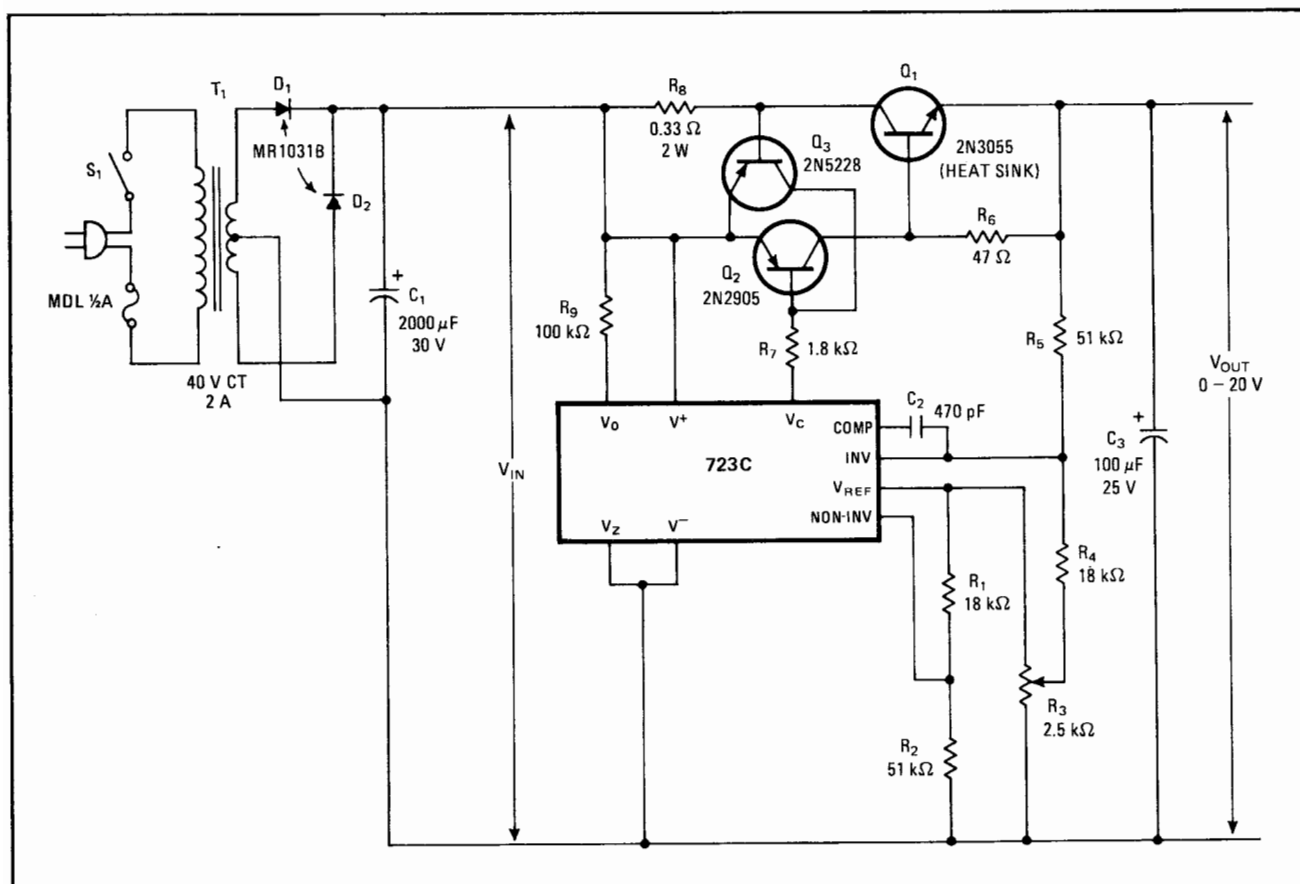 T1
D1
MR1031B
D2
S1
MDL ½A
40 V CT
2 A
+
C1
2000 µF
30 V
VIN
R8
0.33 Ω
2 W
Q1
2N3055
(HEAT SINK)
Q3
2N5228
Q2
2N2905
R6
47 Ω
R9
100 kΩ
R7
1.8 kΩ
R5
51 kΩ
C2
470 pF
VO
V+
VC
COMP
INV
VREF
NON-INV
723C
VZ
V−
R1
18 kΩ
R2
51 kΩ
R3
2.5 kΩ
R4
18 kΩ
+
C3
100 µF
25 V
VOUT
0 – 20 V